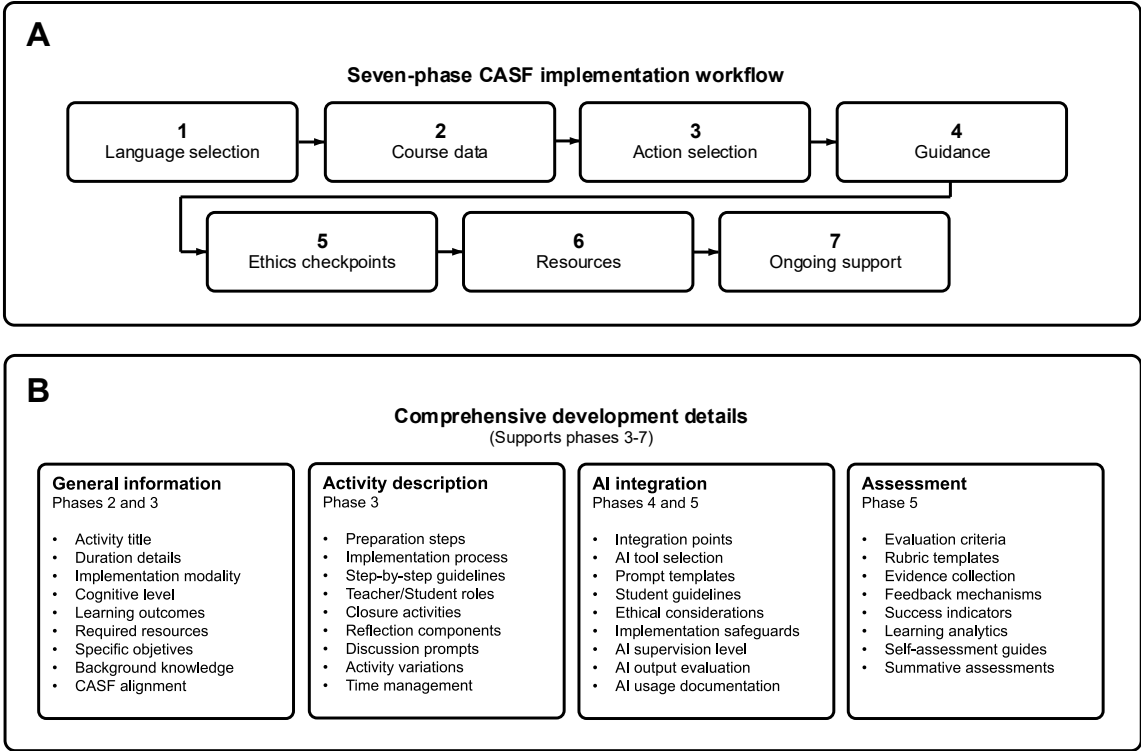 A
Seven-phase CASF implementation workflow
1
Language selection
2
Course data
3
Action selection
4
Guidance
5
Ethics checkpoints
6
Resources
7
Ongoing support
B
Comprehensive development details
(Supports phases 3-7)
General information
Phases 2 and 3
• Activity title
• Duration details
• Implementation modality
• Cognitive level
• Learning outcomes
• Required resources
• Specific objetives
• Background knowledge
• CASF alignment
Activity description
Phase 3
• Preparation steps
• Implementation process
• Step-by-step guidelines
• Teacher/Student roles
• Closure activities
• Reflection components
• Discussion prompts
• Activity variations
• Time management
AI integration
Phases 4 and 5
• Integration points
• AI tool selection
• Prompt templates
• Student guidelines
• Ethical considerations
• Implementation safeguards
• AI supervision level
• AI output evaluation
• AI usage documentation
Assessment
Phase 5
• Evaluation criteria
• Rubric templates
• Evidence collection
• Feedback mechanisms
• Success indicators
• Learning analytics
• Self-assessment guides
• Summative assessments